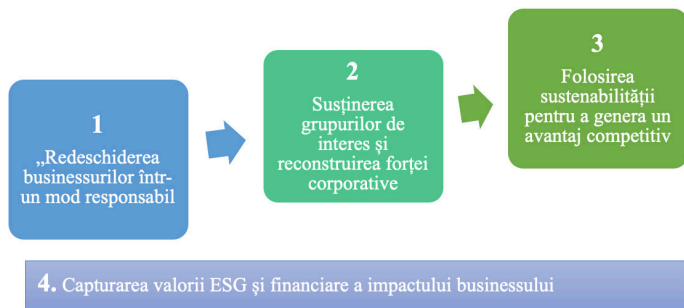 1
„Redeschiderea
businessurilor într-
un mod responsabil
2
Susținerea
grupurilor de
interes și
reconstruirea forței
corporative
3
Folosirea
sustenabilității
pentru a genera un
avantaj competitiv
4. Capturarea valorii ESG și financiare a impactului businessului